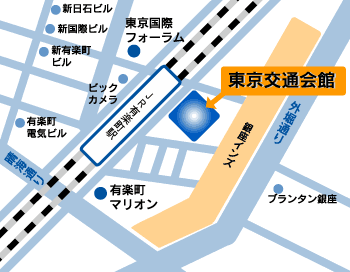 新日石ビル
新国際ビル
新有楽町
ビル
東京国際
フォーラム
ビック
カメラ
JR有楽町駅
東京交通会館
外堀通り
銀座インズ
有楽町
電気ビル
晴海通り
有楽町
マリオン
プランタン銀座